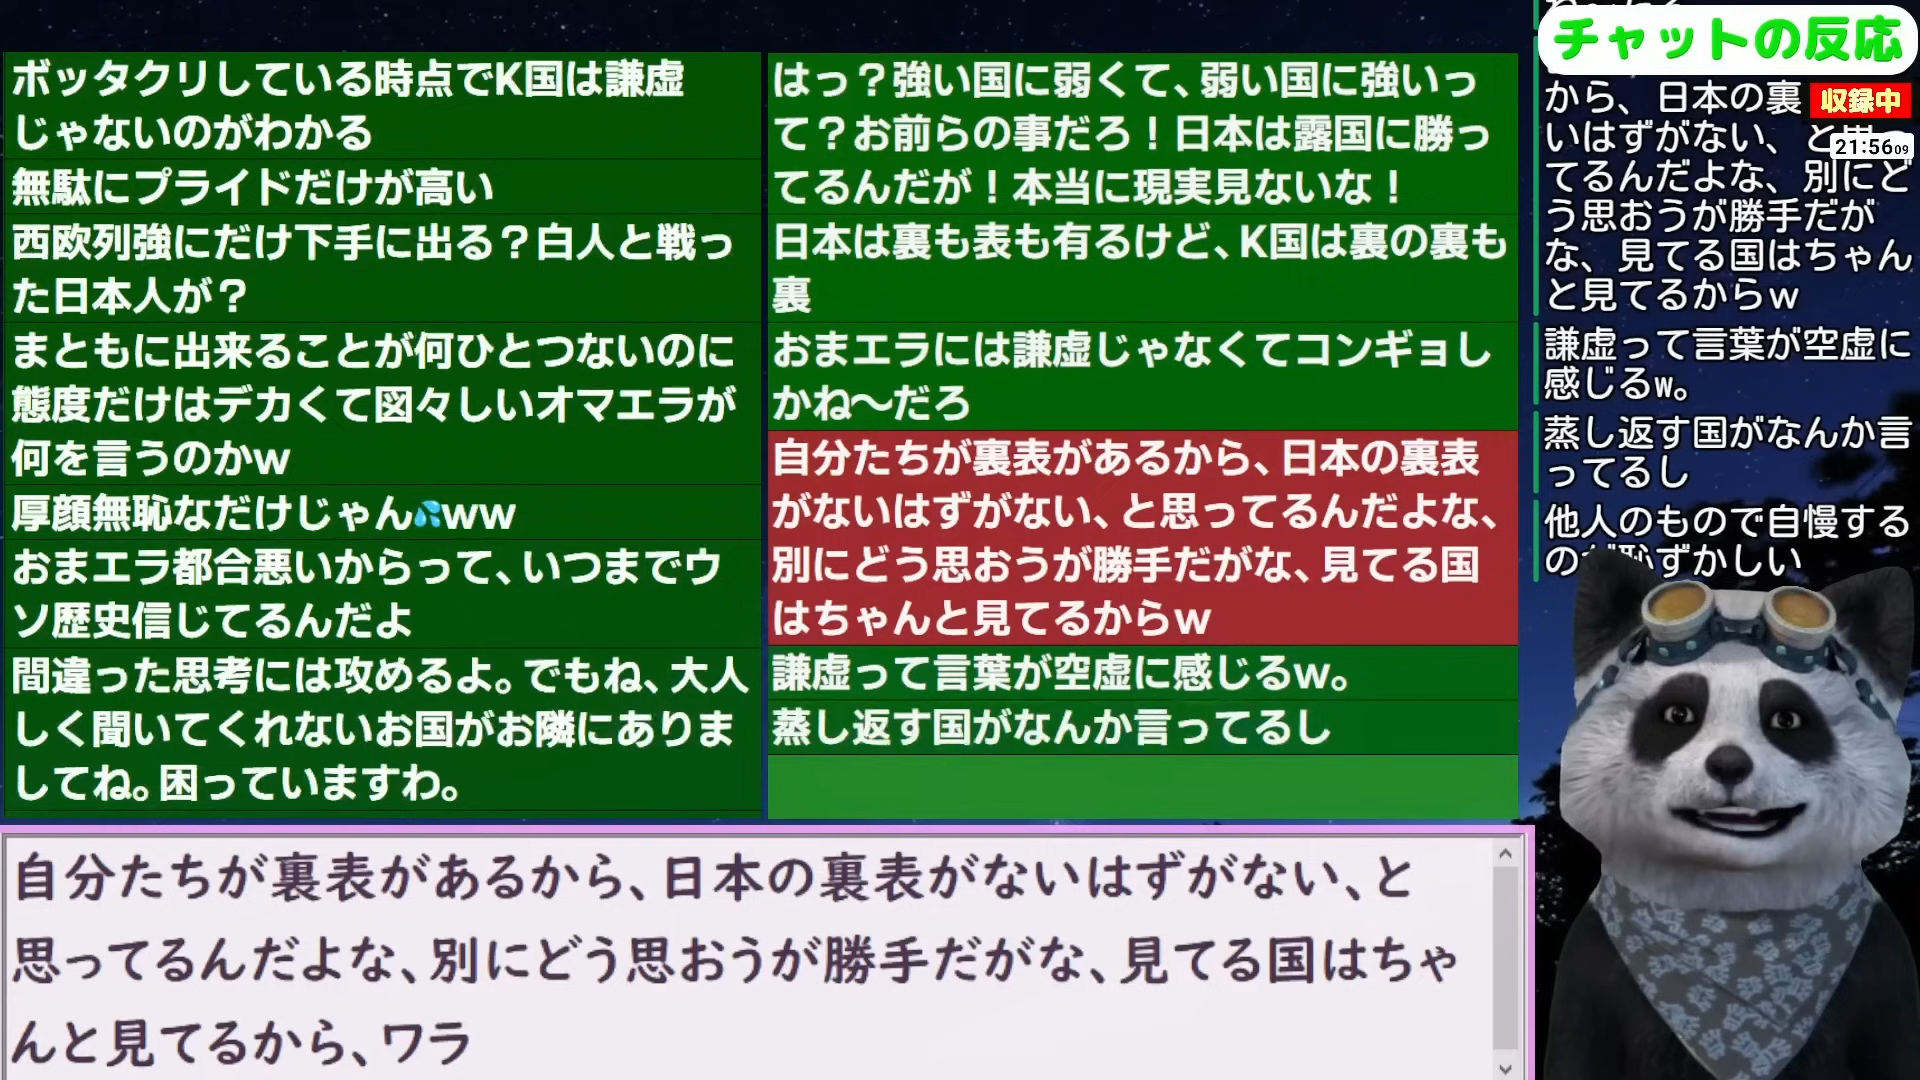 ボッタクリしている時点でK国は謙虚
じゃないのがわかる
無駄にプライドだけが高い
西欧列強にだけ下手に出る？白人と戦っ
た日本人が？
まともに出来ることが何ひとつないのに
態度だけはデカくて図々しいオマエラが
何を言うのかw
厚顔無恥なだけじゃん💦ww
おまエラ都合悪いからって、いつまでウ
ソ歴史信じてるんだよ
間違った思考には攻めるよ。でもね、大人
しく聞いてくれないお国がお隣にありま
してね。困っていますわ。
はっ？強い国に弱くて、弱い国に強いっ
て？お前らの事だろ！日本は露国に勝っ
てるんだが！本当に現実見ないな！
日本は裏も表も有るけど、K国は裏の裏も
裏
おまエラには謙虚じゃなくてコンギョし
かね～だろ
自分たちが裏表があるから、日本の裏表
がないはずがない、と思ってるんだよな、
別にどう思おうが勝手だがな、見てる国
はちゃんと見てるからｗ
謙虚って言葉が空虚に感じるw。
蒸し返す国がなんか言ってるし
チャットの反応
から、日本の裏
収録中
いはずがない、と
21:56 09
てるんだよな、別にど
う思おうが勝手だが
な、見てる国はちゃん
と見てるからｗ
謙虚って言葉が空虚に
感じるw。
蒸し返す国がなんか言
ってるし
他人のもので自慢する
のが恥ずかしい
自分たちが裏表があるから、日本の裏表がないはずがない、と
思ってるんだよな、別にどう思おうが勝手だがな、見てる国はちゃ
んと見てるから、ワラ